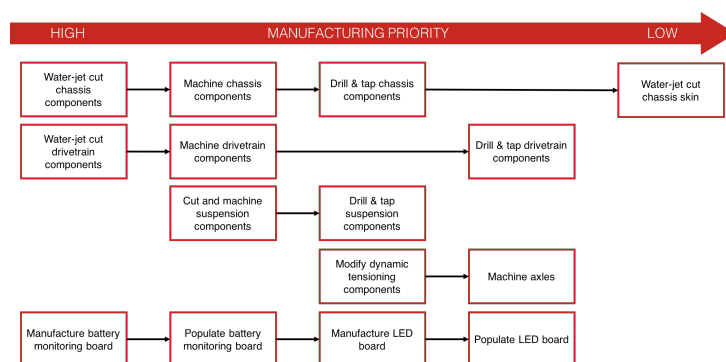 HIGH MANUFACTURING PRIORITY LOW
Water-jet cut
chassis
components
Machine chassis
components
Drill & tap chassis
components
Water-jet cut
chassis skin
Water-jet cut
drivetrain
components
Machine drivetrain
components
Drill & tap drivetrain
components
Cut and machine
suspension
components
Drill & tap
suspension
components
Modify dynamic
tensioning
components
Machine axles
Manufacture battery
monitoring board
Populate battery
monitoring board
Manufacture LED
board
Populate LED board